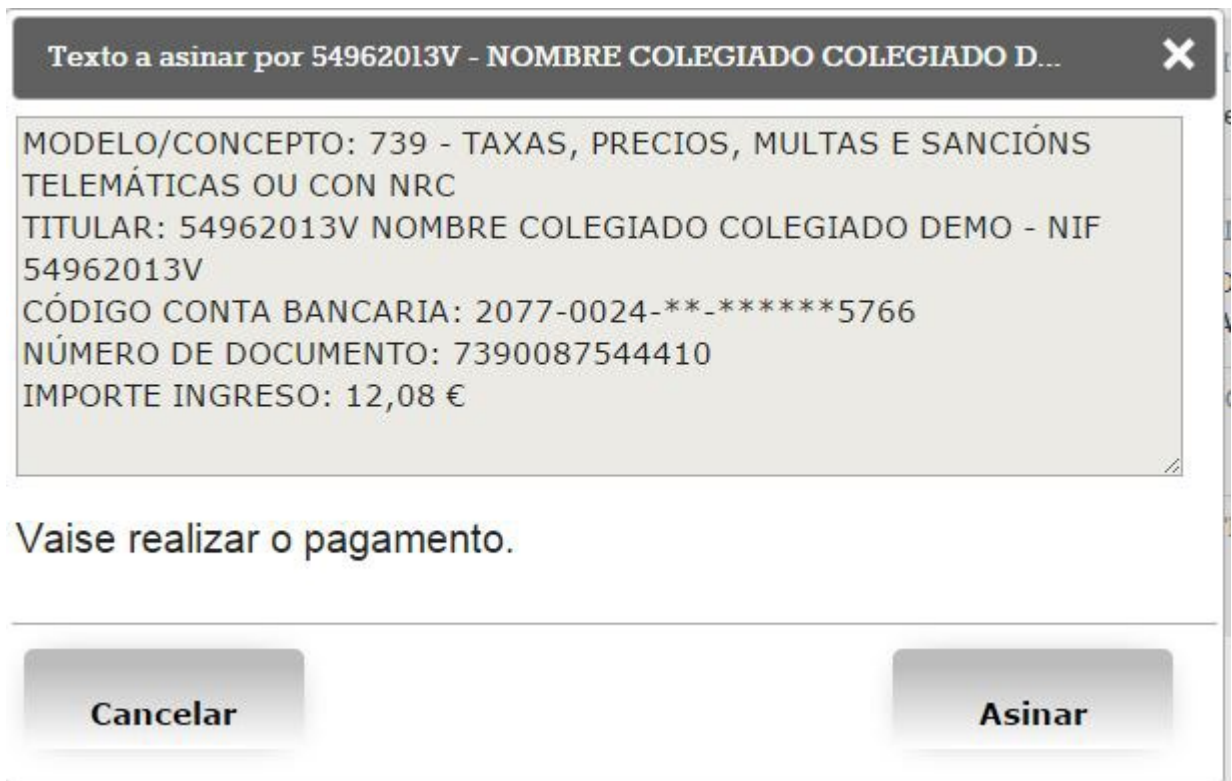 Texto a asinar por 54962013V - NOMBRE COLEGIADO COLEGIADO D...
MODELO/CONCEPTO: 739 - TAXAS, PRECIOS, MULTAS E SANCIÓNS
TELEMÁTICAS OU CON NRC
TITULAR: 54962013V NOMBRE COLEGIADO COLEGIADO DEMO - NIF
54962013V
CÓDIGO CONTA BANCARIA: 2077-0024-**-******5766
NÚMERO DE DOCUMENTO: 7390087544410
IMPORTE INGRESO: 12,08 €
Vaise realizar o pagamento.
Cancelar
Asinar